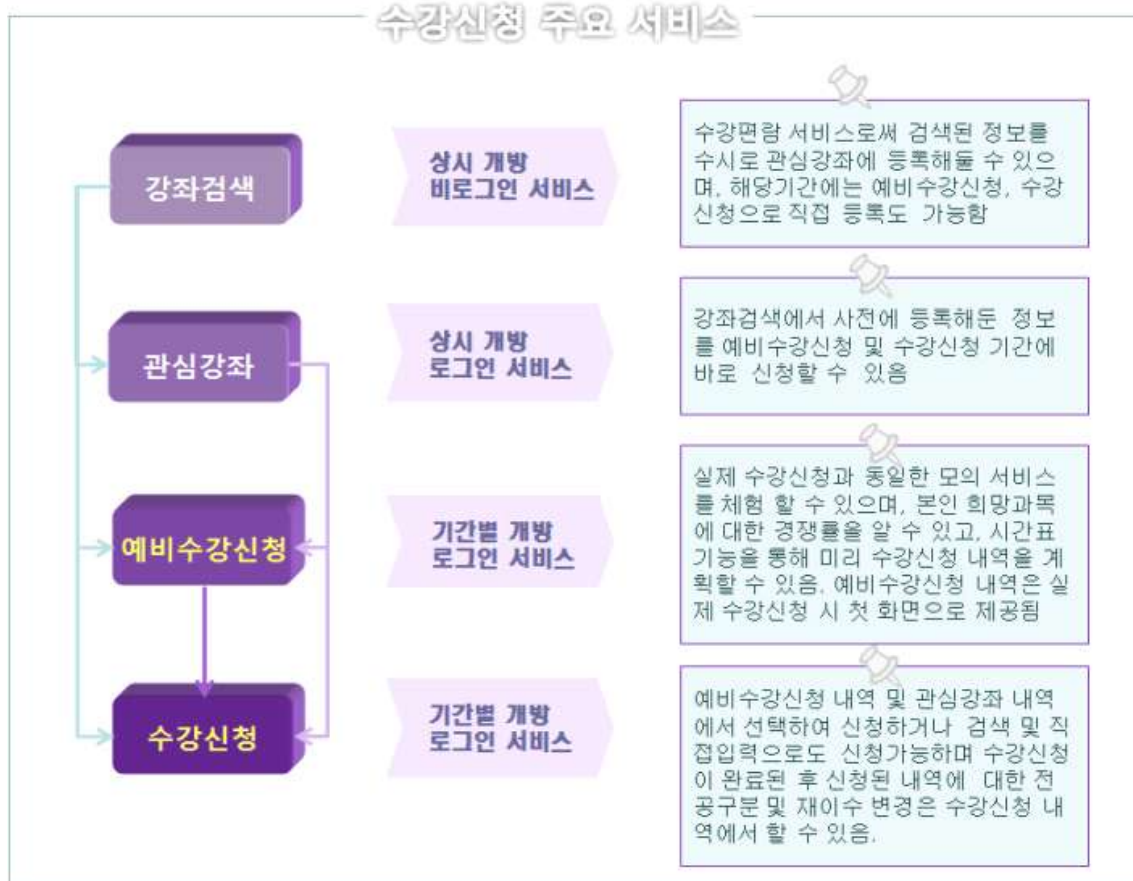 수강신청 주요 서비스
강좌검색
상시 개방
비로그인 서비스
수강편람 서비스로써 검색된 정보를
수시로 관심강좌에 등록해둘 수 있으
며, 해당기간에는 예비수강신청, 수강
신청으로 직접 등록도 가능함
관심강좌
상시 개방
로그인 서비스
강좌검색에서 사전에 등록해둔 정보
를 예비수강신청 및 수강신청 기간에
바로 신청할 수 있음
예비수강신청
기간별 개방
로그인 서비스
실제 수강신청과 동일한 모의 서비스
를 체험 할 수 있으며, 본인 희망과목
에 대한 경쟁률을 알 수 있고, 시간표
기능을 통해 미리 수강신청 내역을 계
획할 수 있음. 예비수강신청 내역은 실
제 수강신청 시 첫 화면으로 제공됨
수강신청
기간별 개방
로그인 서비스
예비수강신청 내역 및 관심강좌 내역
에서 선택하여 신청하거나 검색 및 직
접입력으로도 신청가능하며 수강신청
이 완료된 후 신청된 내역에 대한 전
공구분 및 재이수 변경은 수강신청 내
역에서 할 수 있음.